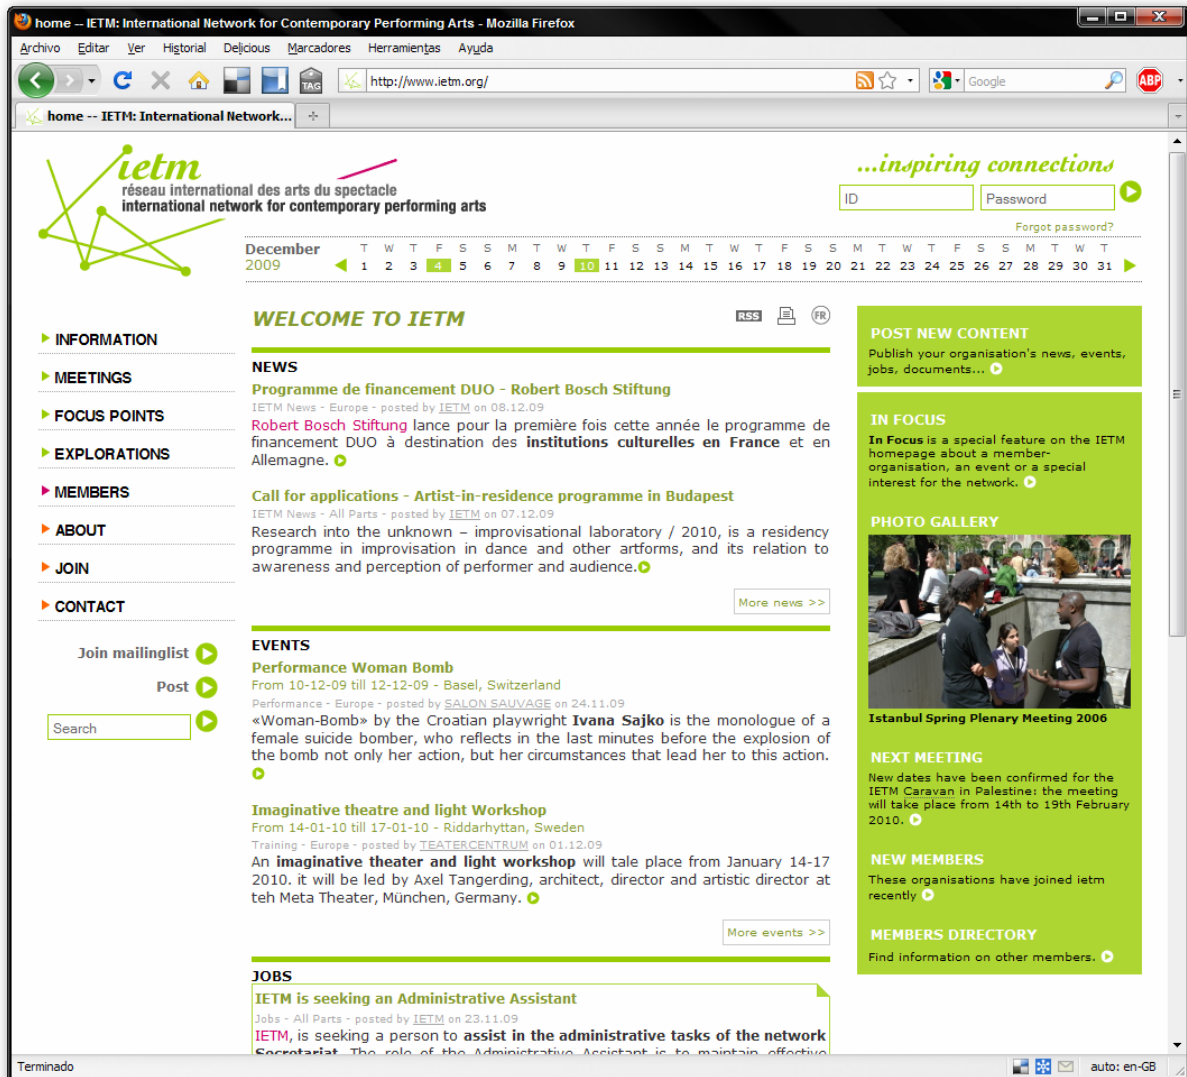 home -- IETM: International Network for Contemporary Performing Arts - Mozilla Firefox
Archivo Editar Ver Historial Delicious Marcadores Herramientas Ayuda
TAG
http://www.ietm.org/
Google
ABP
home -- IETM: International Network...
ietm
réseau international des arts du spectacle
international network for contemporary performing arts
...inspiring connections
ID
Password
Forgot password?
December T W T F S S M T W T F S S M T W T F S S M T W T F S S M T W T
2009 1 2 3 4 5 6 7 8 9 10 11 12 13 14 15 16 17 18 19 20 21 22 23 24 25 26 27 28 29 30 31
INFORMATION
MEETINGS
FOCUS POINTS
EXPLORATIONS
MEMBERS
ABOUT
JOIN
CONTACT
Join mailinglist
Post
Search
WELCOME TO IETM
RSS
FR
NEWS
Programme de financement DUO - Robert Bosch Stiftung
IETM News - Europe - posted by IETM on 08.12.09
Robert Bosch Stiftung lance pour la première fois cette année le programme de
financement DUO à destination des institutions culturelles en France et en
Allemagne.
Call for applications - Artist-in-residence programme in Budapest
IETM News - All Parts - posted by IETM on 07.12.09
Research into the unknown – improvisational laboratory / 2010, is a residency
programme in improvisation in dance and other artforms, and its relation to
awareness and perception of performer and audience.
More news >>
EVENTS
Performance Woman Bomb
From 10-12-09 till 12-12-09 - Basel, Switzerland
Performance - Europe - posted by SALON SAUVAGE on 24.11.09
«Woman-Bomb» by the Croatian playwright Ivana Sajko is the monologue of a
female suicide bomber, who reflects in the last minutes before the explosion of
the bomb not only her action, but her circumstances that lead her to this action.
Imaginative theatre and light Workshop
From 14-01-10 till 17-01-10 - Riddarhyttan, Sweden
Training - Europe - posted by TEATERCENTRUM on 01.12.09
An imaginative theater and light workshop will tale place from January 14-17
2010. it will be led by Axel Tangerding, architect, director and artistic director at
teh Meta Theater, München, Germany.
More events >>
JOBS
IETM is seeking an Administrative Assistant
Jobs - All Parts - posted by IETM on 23.11.09
IETM, is seeking a person to assist in the administrative tasks of the network
Secretariat. The role of the Administrative Assistant is to maintain effective
POST NEW CONTENT
Publish your organisation's news, events,
jobs, documents...
IN FOCUS
In Focus is a special feature on the IETM
homepage about a member-
organisation, an event or a special
interest for the network.
PHOTO GALLERY
Istanbul Spring Plenary Meeting 2006
NEXT MEETING
New dates have been confirmed for the
IETM Caravan in Palestine: the meeting
will take place from 14th to 19th February
2010.
NEW MEMBERS
These organisations have joined ietm
recently
MEMBERS DIRECTORY
Find information on other members.
Terminado
auto: en-GB